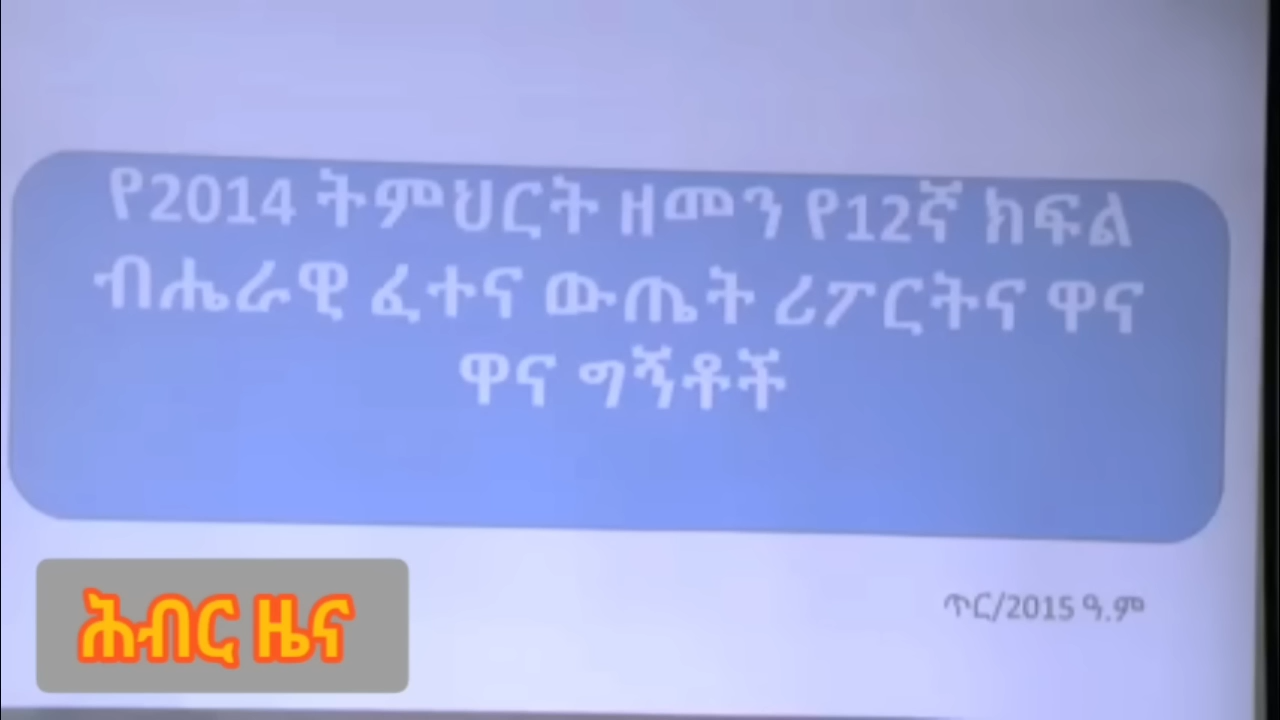 የ2014 ትምህርት ዘመን የ12ኛ ክፍል
ብሔራዊ ፈተና ውጤት ሪፖርትና ዋና
ዋና ግኝቶች
ጥር/2015 ዓ.ም
ሕብር ዜና